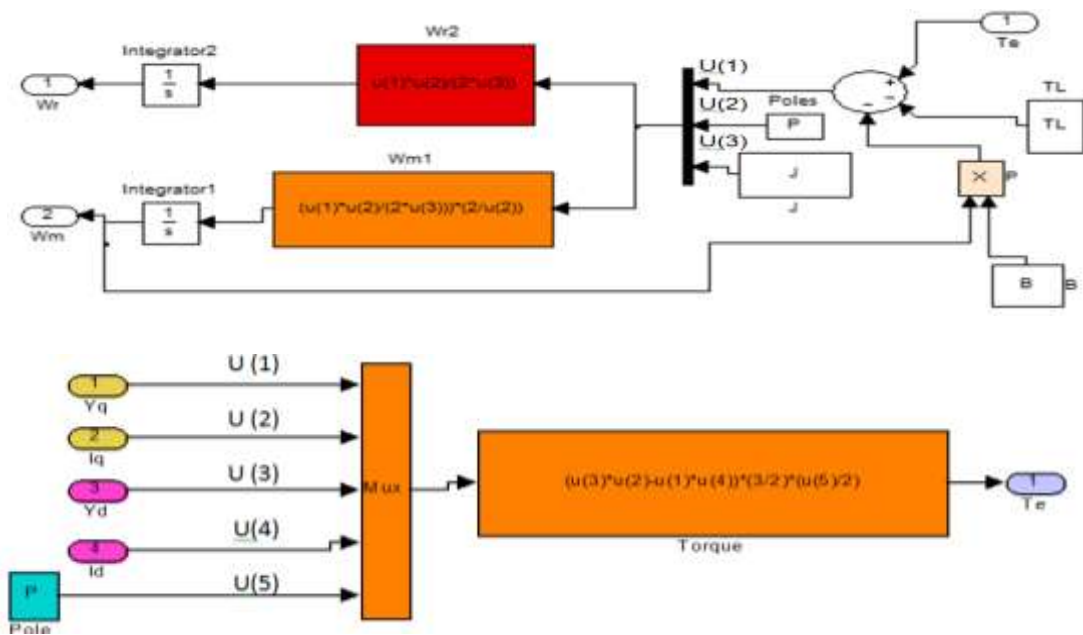 Wr2
1
Te
Integrator2
1
Wr
1
s
u(1)*u(2)/(2*u(3))
U(1)
U(2)
U(3)
Poles
P
+
−
−
TL
TL
Wm1
J
J
×
P
Integrator1
2
Wm
1
s
(u(1)*u(2)/(2*u(3)))*(2/u(2))
B
B
U (1)
1
Yq
U (2)
2
Iq
U (3)
3
Yd
Mux
(u(3)*u(2)-u(1)*u(4))*(3/2)*(u(5)/2)
1
Te
Torque
U(4)
4
Id
U(5)
P
Pole